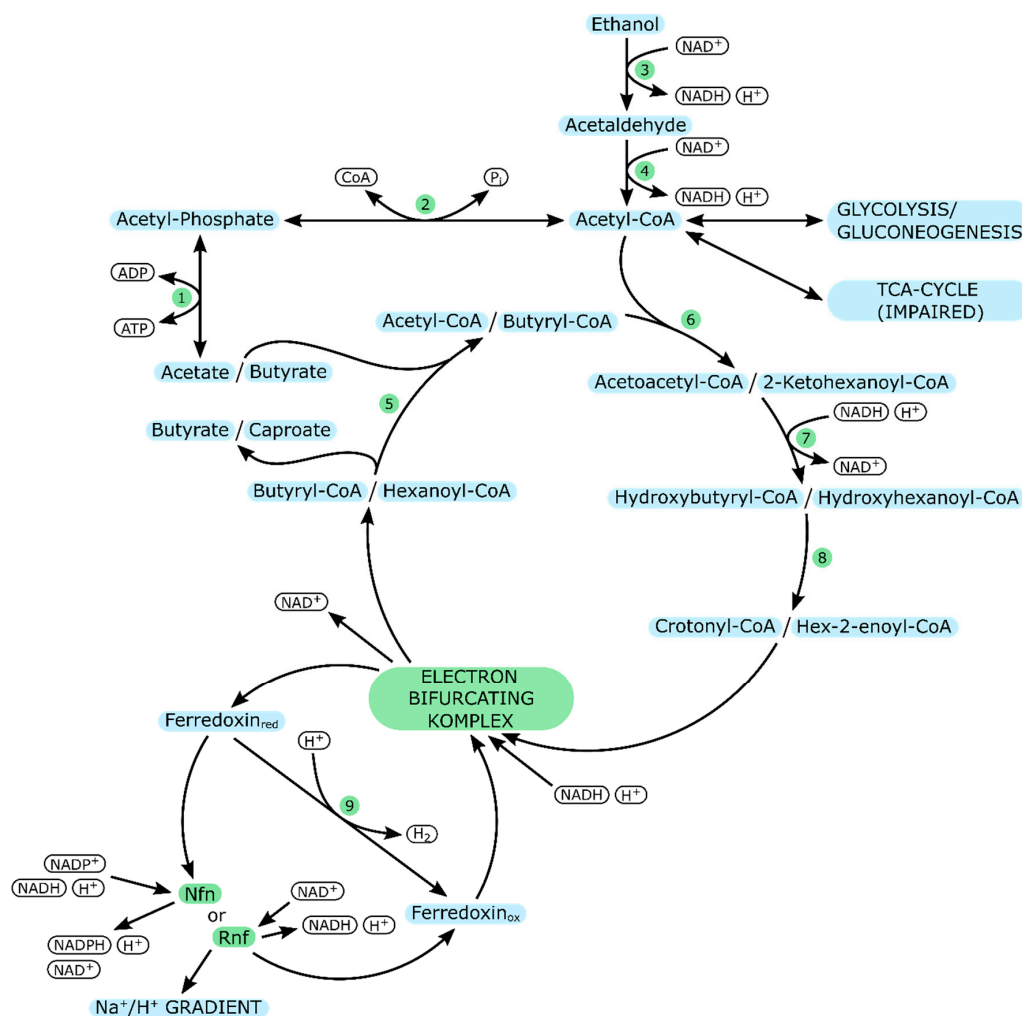 Ethanol
NAD⁺
3
NADH H⁺
Acetaldehyde
NAD⁺
4
NADH H⁺
CoA
2
Pᵢ
Acetyl-Phosphate
Acetyl-CoA
GLYCOLYSIS/
GLUCONEOGENESIS
ADP
1
ATP
TCA-CYCLE
(IMPAIRED)
Acetyl-CoA / Butyryl-CoA
6
Acetate / Butyrate
Acetoacetyl-CoA / 2-Ketohexanoyl-CoA
5
NADH H⁺
7
NAD⁺
Butyrate / Caproate
Butyryl-CoA / Hexanoyl-CoA
Hydroxybutyryl-CoA / Hydroxyhexanoyl-CoA
8
NAD⁺
Crotonyl-CoA / Hex-2-enoyl-CoA
ELECTRON
BIFURCATING
KOMPLEX
Ferredoxin_red
H⁺
NADH H⁺
9
H₂
NADP⁺
NADH H⁺
Nfn
or
Rnf
NAD⁺
NADH H⁺
Ferredoxin_ox
NADPH H⁺
NAD⁺
Na⁺/H⁺ GRADIENT